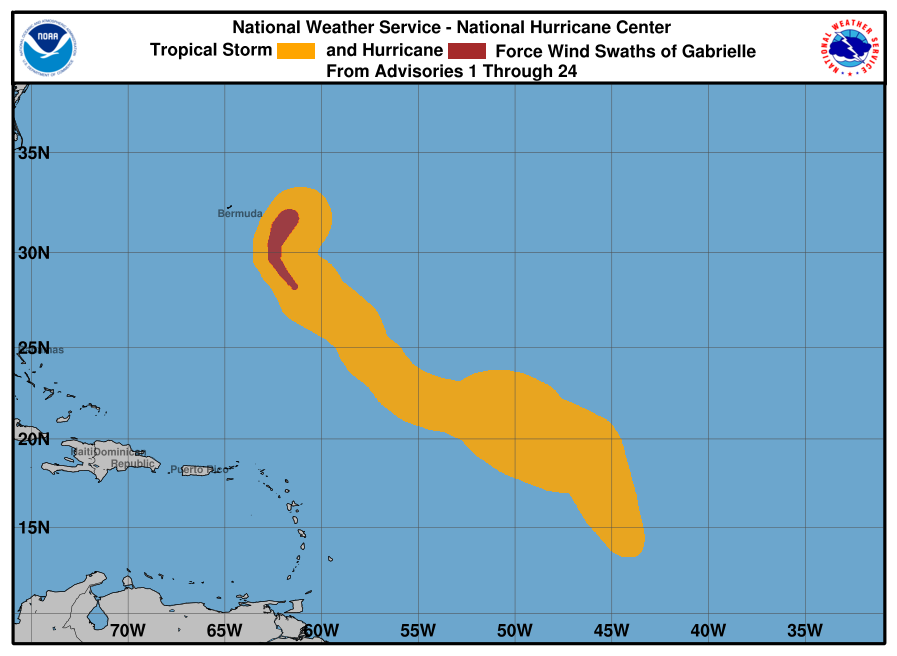 National Weather Service - National Hurricane Center
Tropical Storm and Hurricane Force Wind Swaths of Gabrielle
From Advisories 1 Through 24
NOAA
NATIONAL WEATHER SERVICE
35N
Bermuda
30N
25N
20N
Haiti Dominican
Republic
Puerto Rico
15N
70W 65W 60W 55W 50W 45W 40W 35W